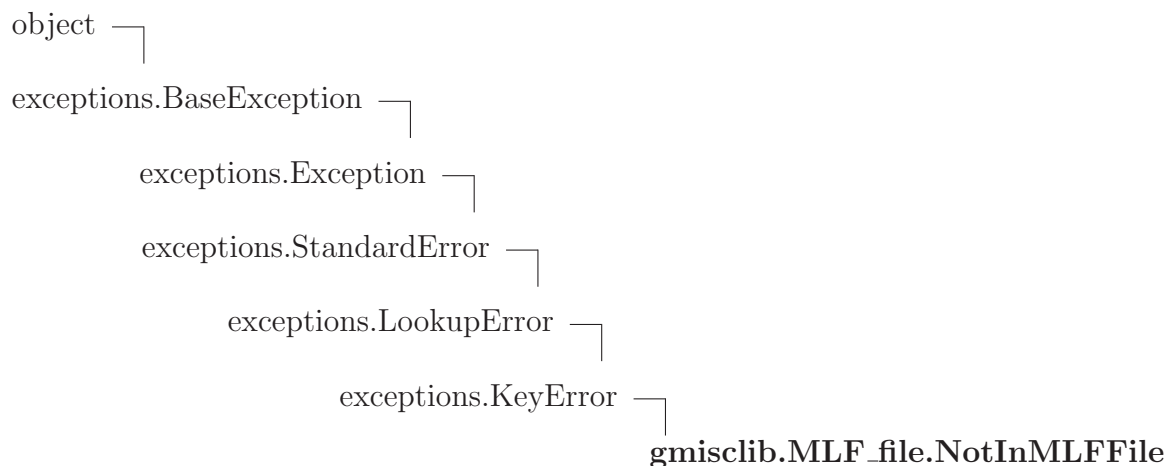 object
exceptions.BaseException
exceptions.Exception
exceptions.StandardError
exceptions.LookupError
exceptions.KeyError
gmisclib.MLF_file.NotInMLFFile